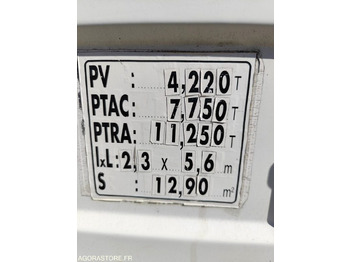 PV : 4,220 T
PTAC : 7,750 T
PTRA : 11,250 T
lxL : 2,3 x 5,6 m
S : 12,90 m²
AGORASTORE.FR